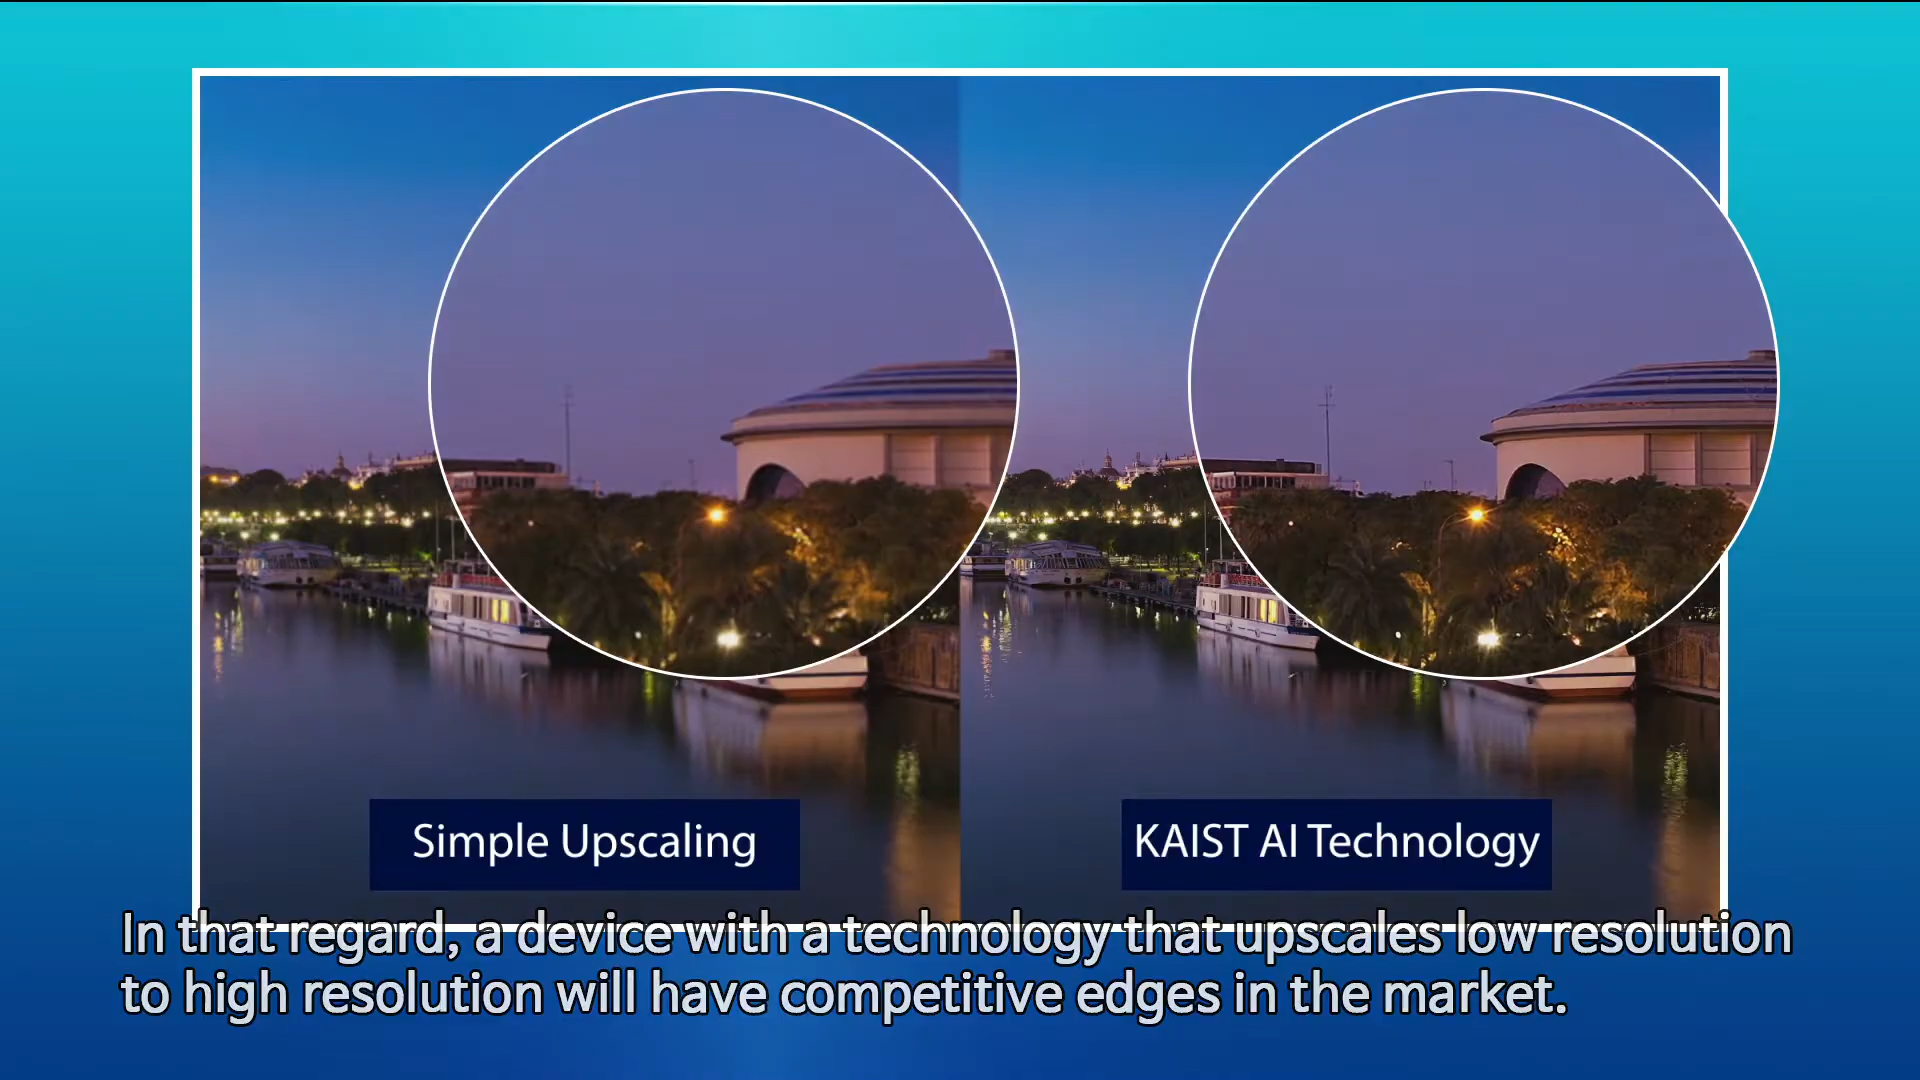 Simple Upscaling
KAIST AI Technology
In that regard, a device with a technology that upscales low resolution
to high resolution will have competitive edges in the market.